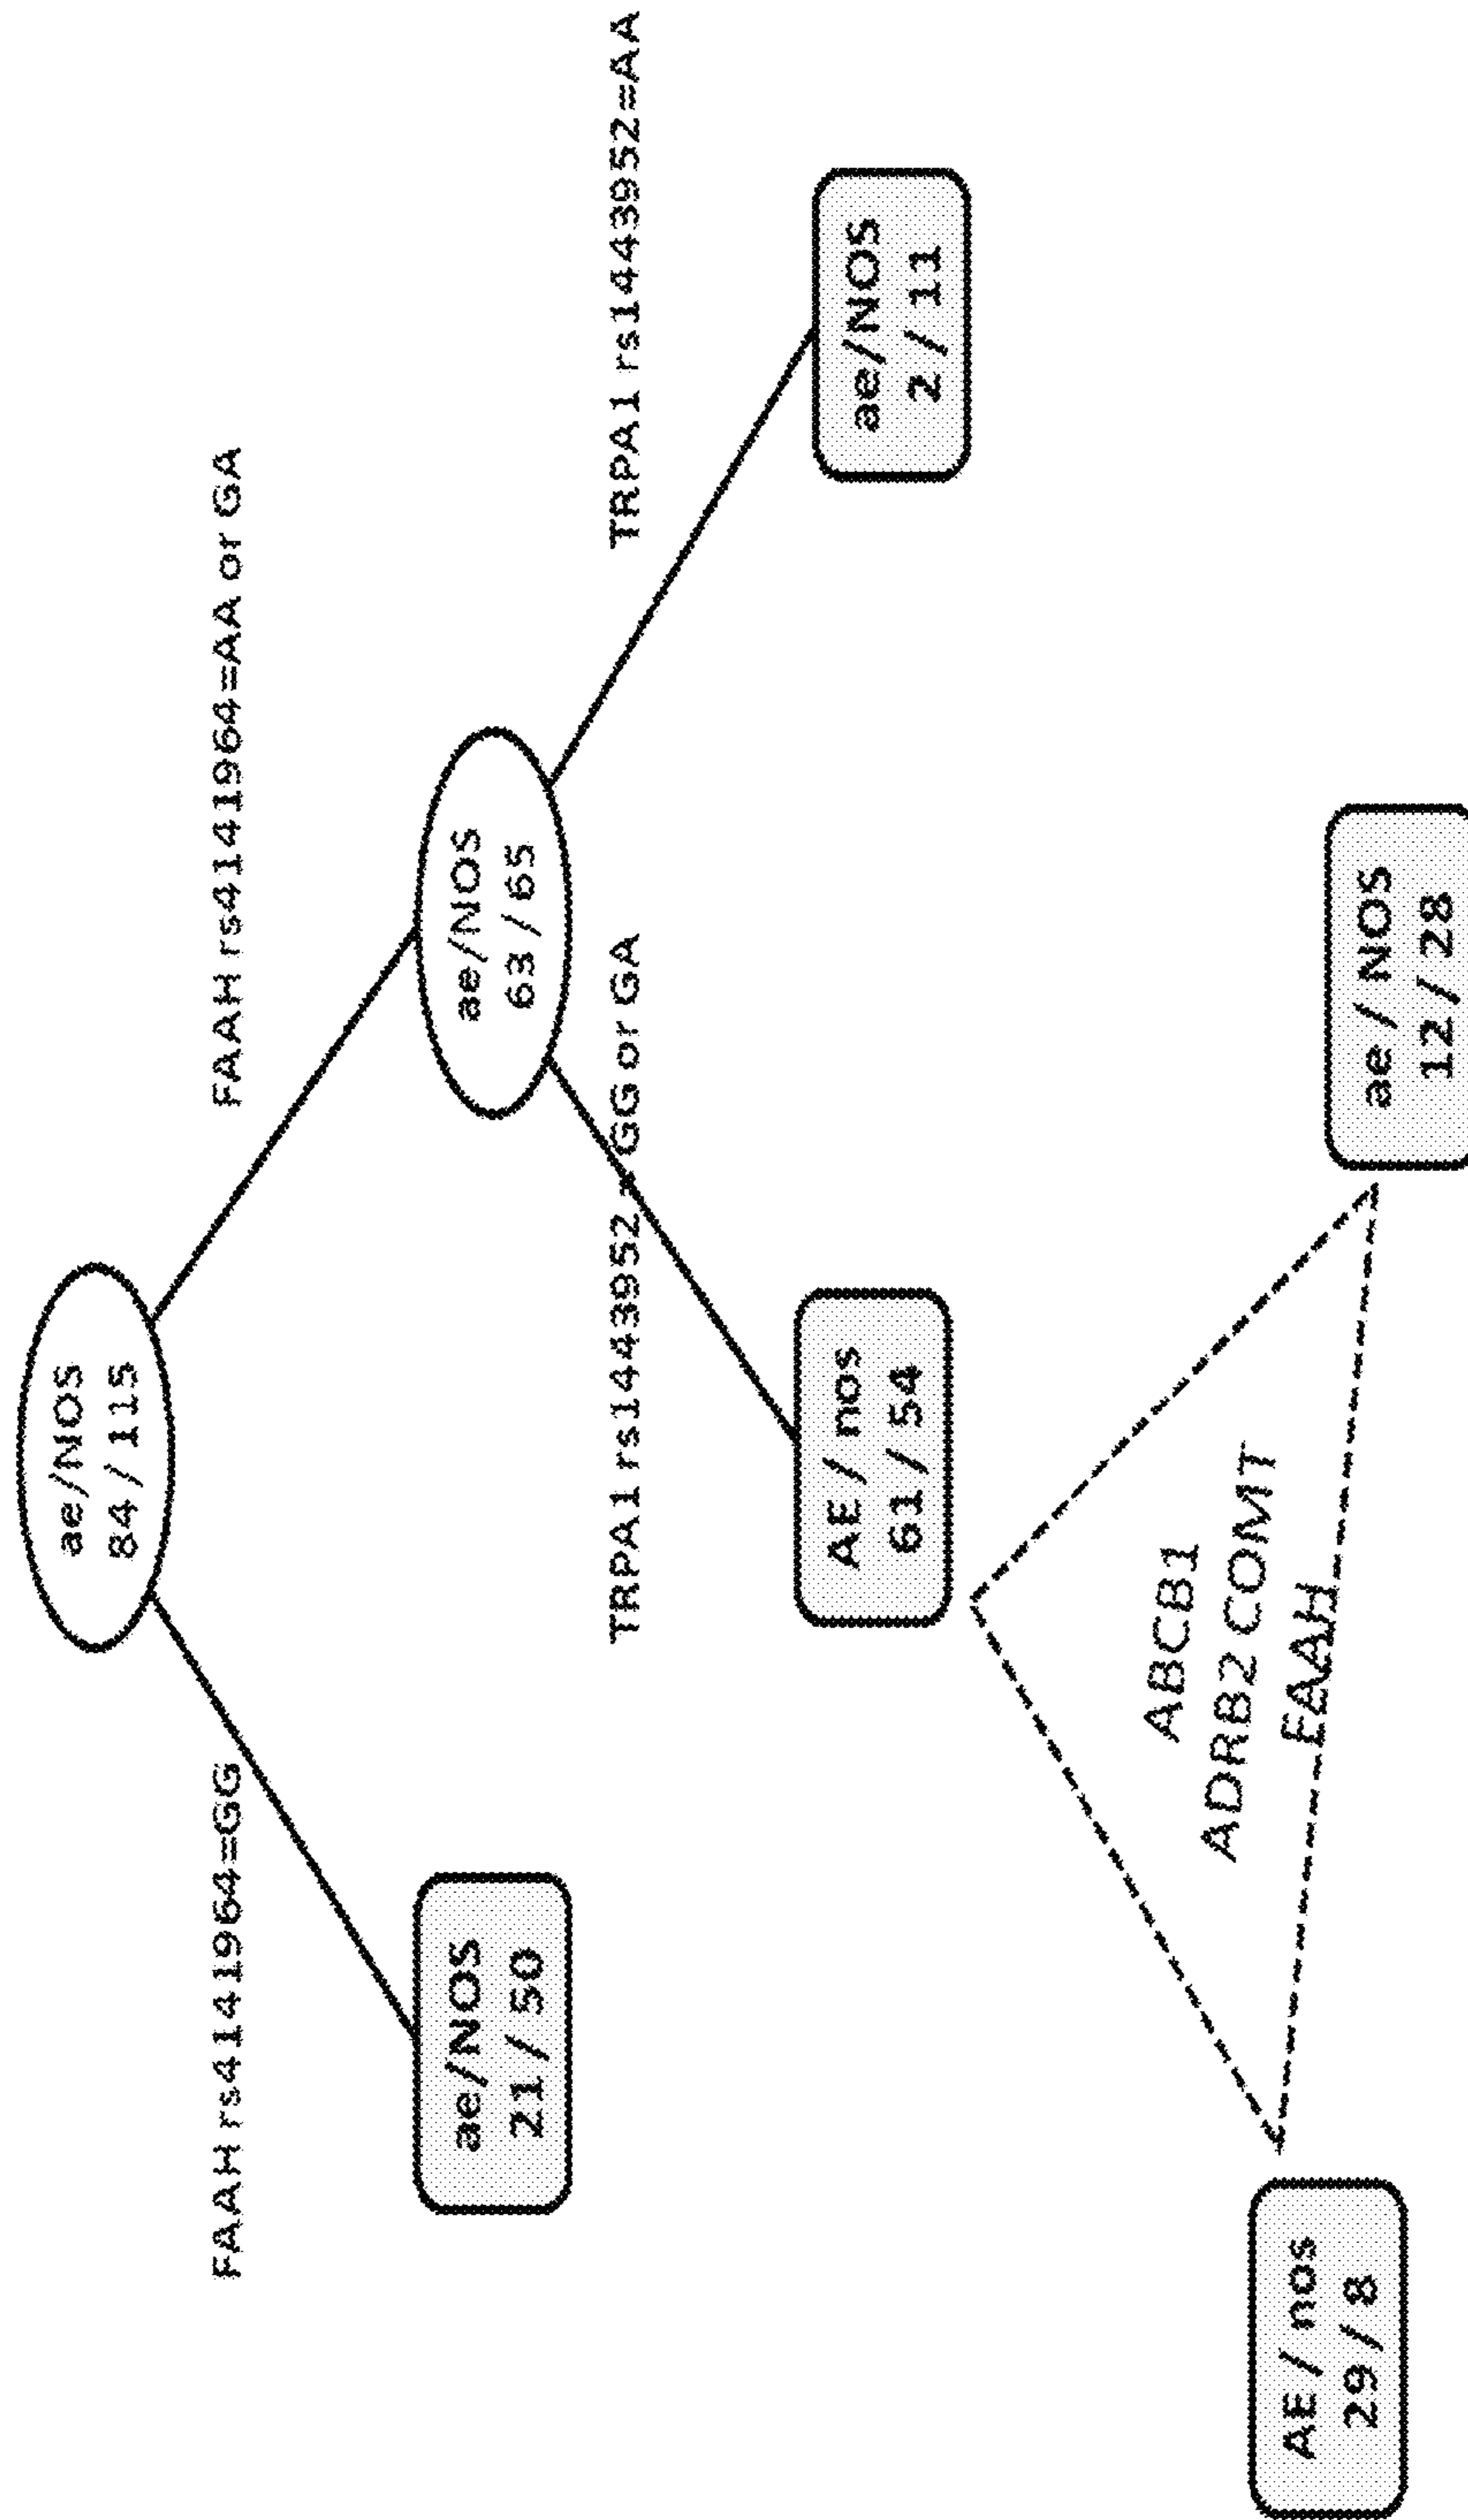 ae/NOS
84 / 115
FAAH rs4141964=GG
FAAH rs4141964=AA or GA
ae/NOS
21 / 50
ae/NOS
63 / 65
TRPA1 rs1443952 = GG or GA
TRPA1 rs1443952=AA
AE / nos
61 / 54
ae/NOS
2 / 11
ABCB1
ADRB2 COMT
FAAH
AE / nos
29 / 8
ae / NOS
12 / 28